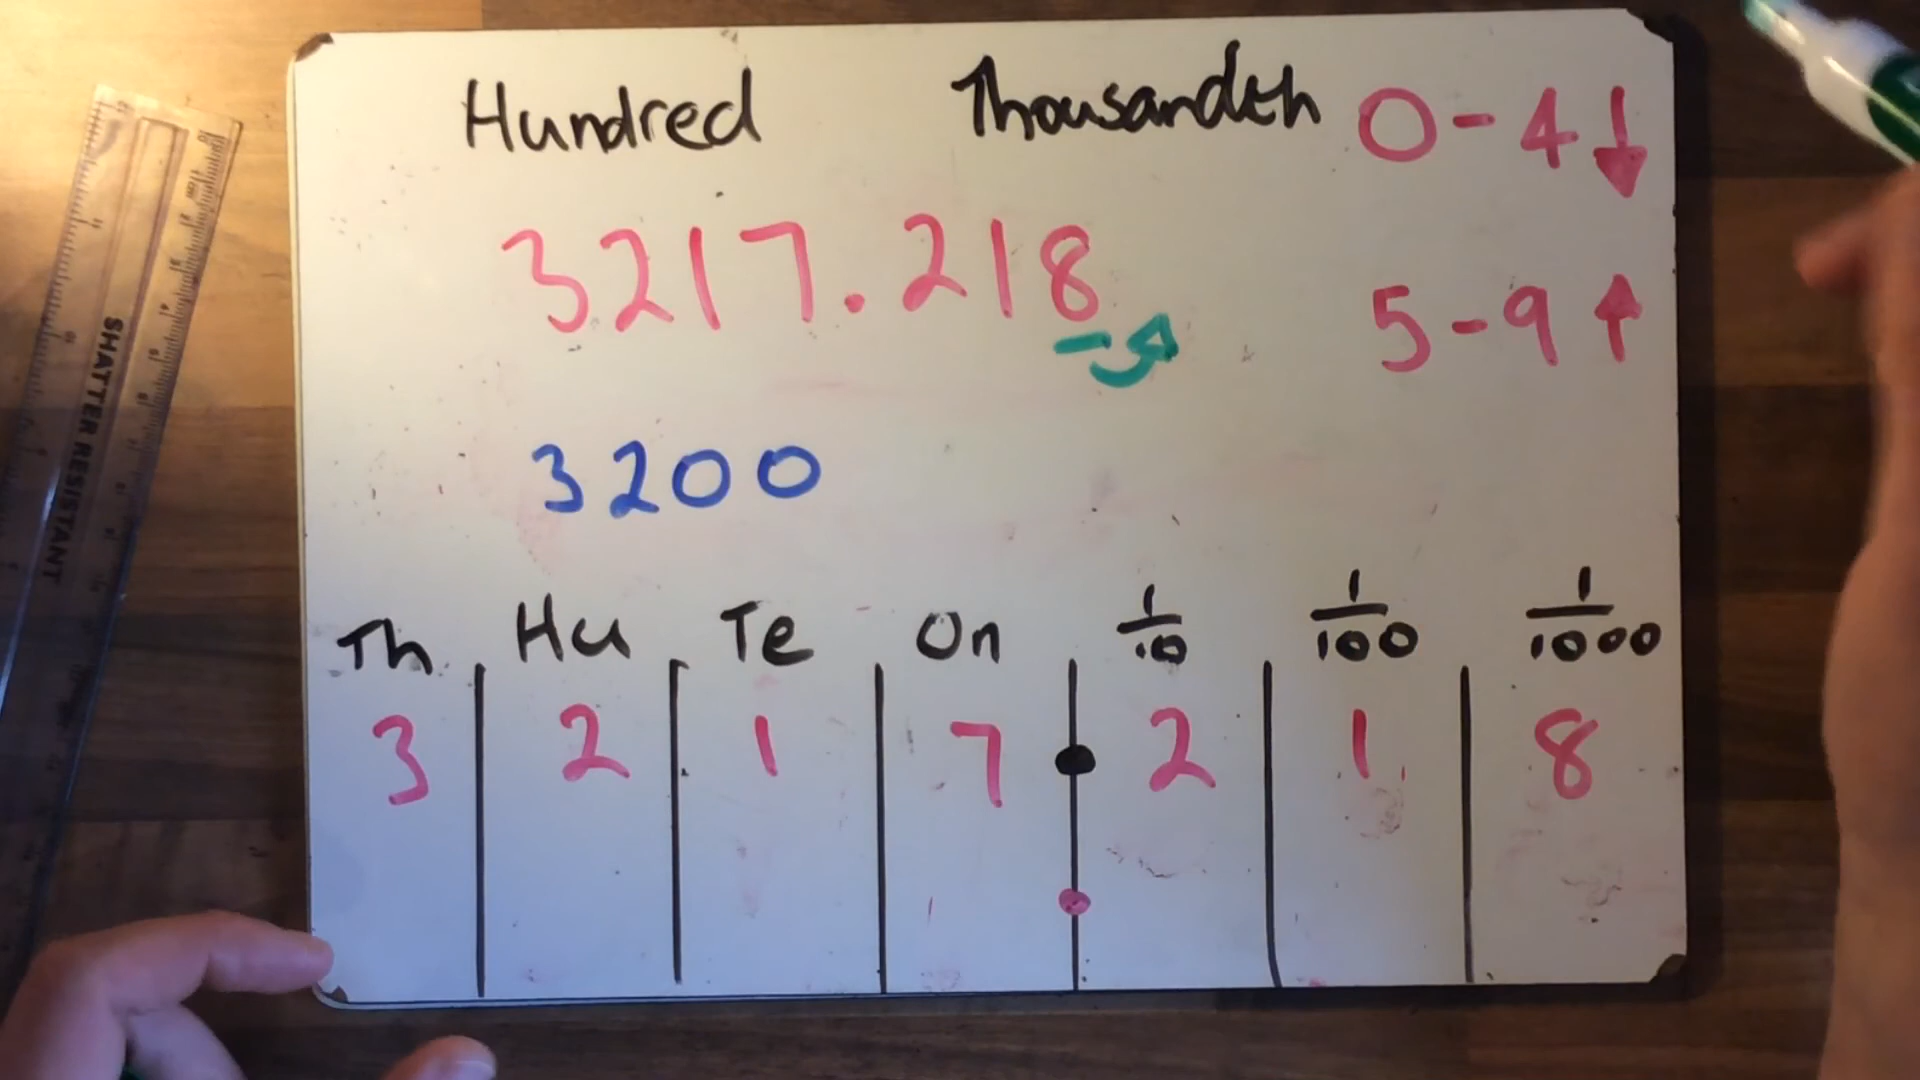 Hundred Thousandth
0-4↓
3217.218
5-9↑
3200
Th Hu Te On 1/10 1/100 1/1000
3 2 1 7 . 2 1 8
SHATTER RESISTANT